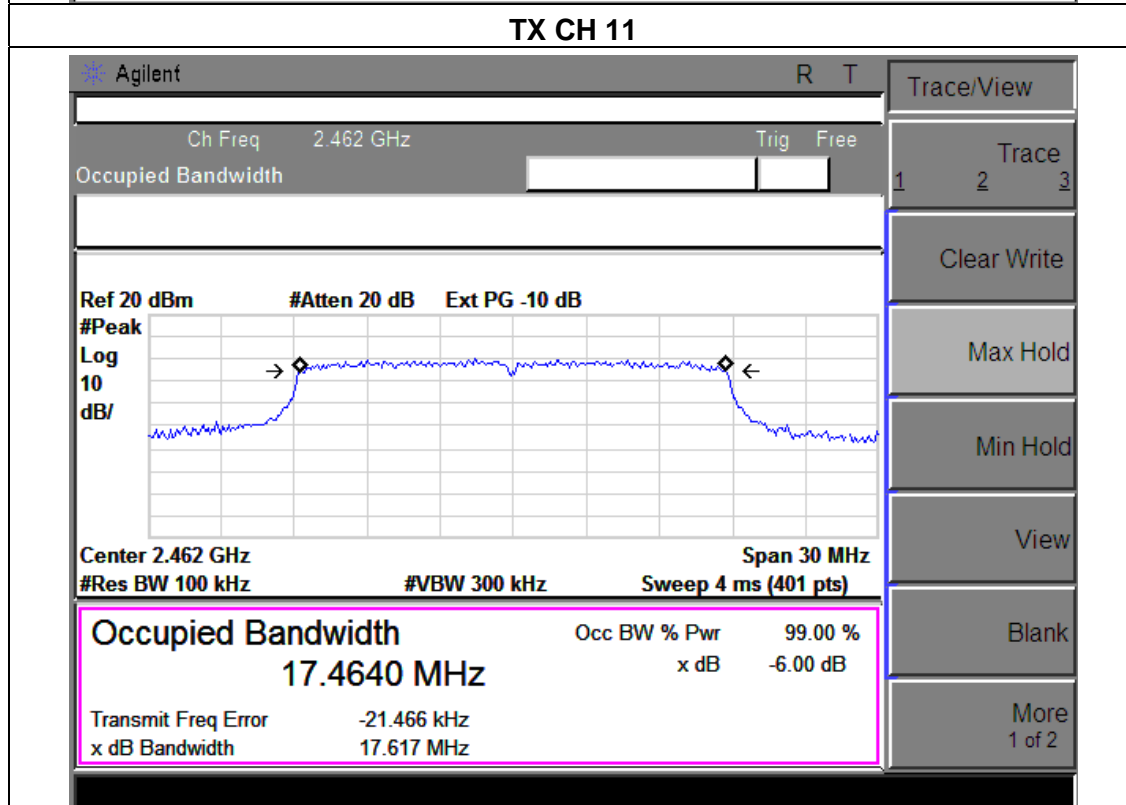 TX CH 11
Agilent R T
Trace/View
Ch Freq 2.462 GHz Trig Free
Occupied Bandwidth
Trace
1 2 3
Clear Write
Ref 20 dBm #Atten 20 dB Ext PG -10 dB
#Peak
Log
10
dB/
Max Hold
Min Hold
View
Center 2.462 GHz Span 30 MHz
#Res BW 100 kHz #VBW 300 kHz Sweep 4 ms (401 pts)
Occupied Bandwidth Occ BW % Pwr 99.00 %
17.4640 MHz x dB -6.00 dB
Blank
Transmit Freq Error -21.466 kHz
x dB Bandwidth 17.617 MHz
More
1 of 2